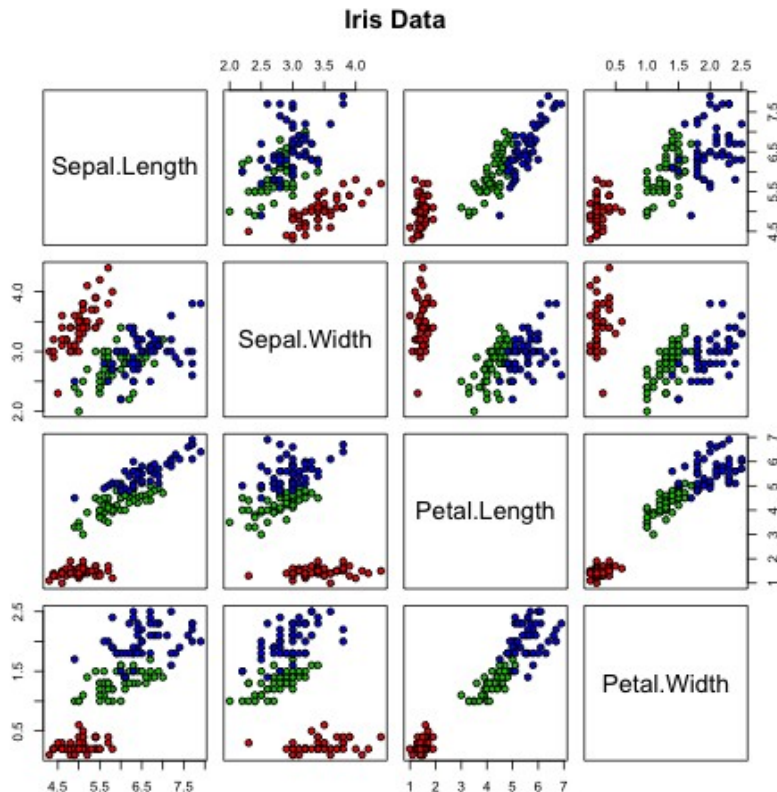 Iris Data
2.0 2.5 3.0 3.5 4.0
0.5 1.0 1.5 2.0 2.5
Sepal.Length
4.5 5.5 6.5 7.5
2.0 3.0 4.0
Sepal.Width
Petal.Length
1 2 3 4 5 6 7
0.5 1.5 2.5
Petal.Width
4.5 5.5 6.5 7.5
1 2 3 4 5 6 7